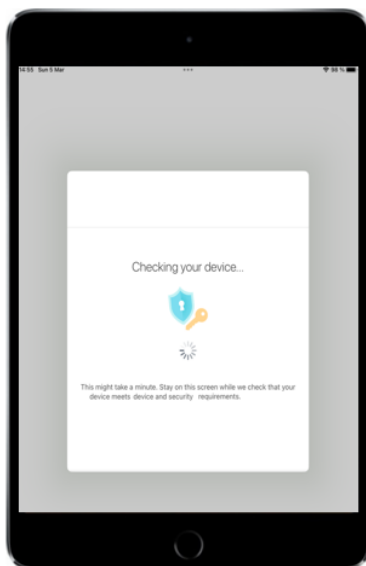 14:55 Sun 5 Mar
98 %
Checking your device...
This might take a minute. Stay on this screen while we check that your
device meets device and security requirements.